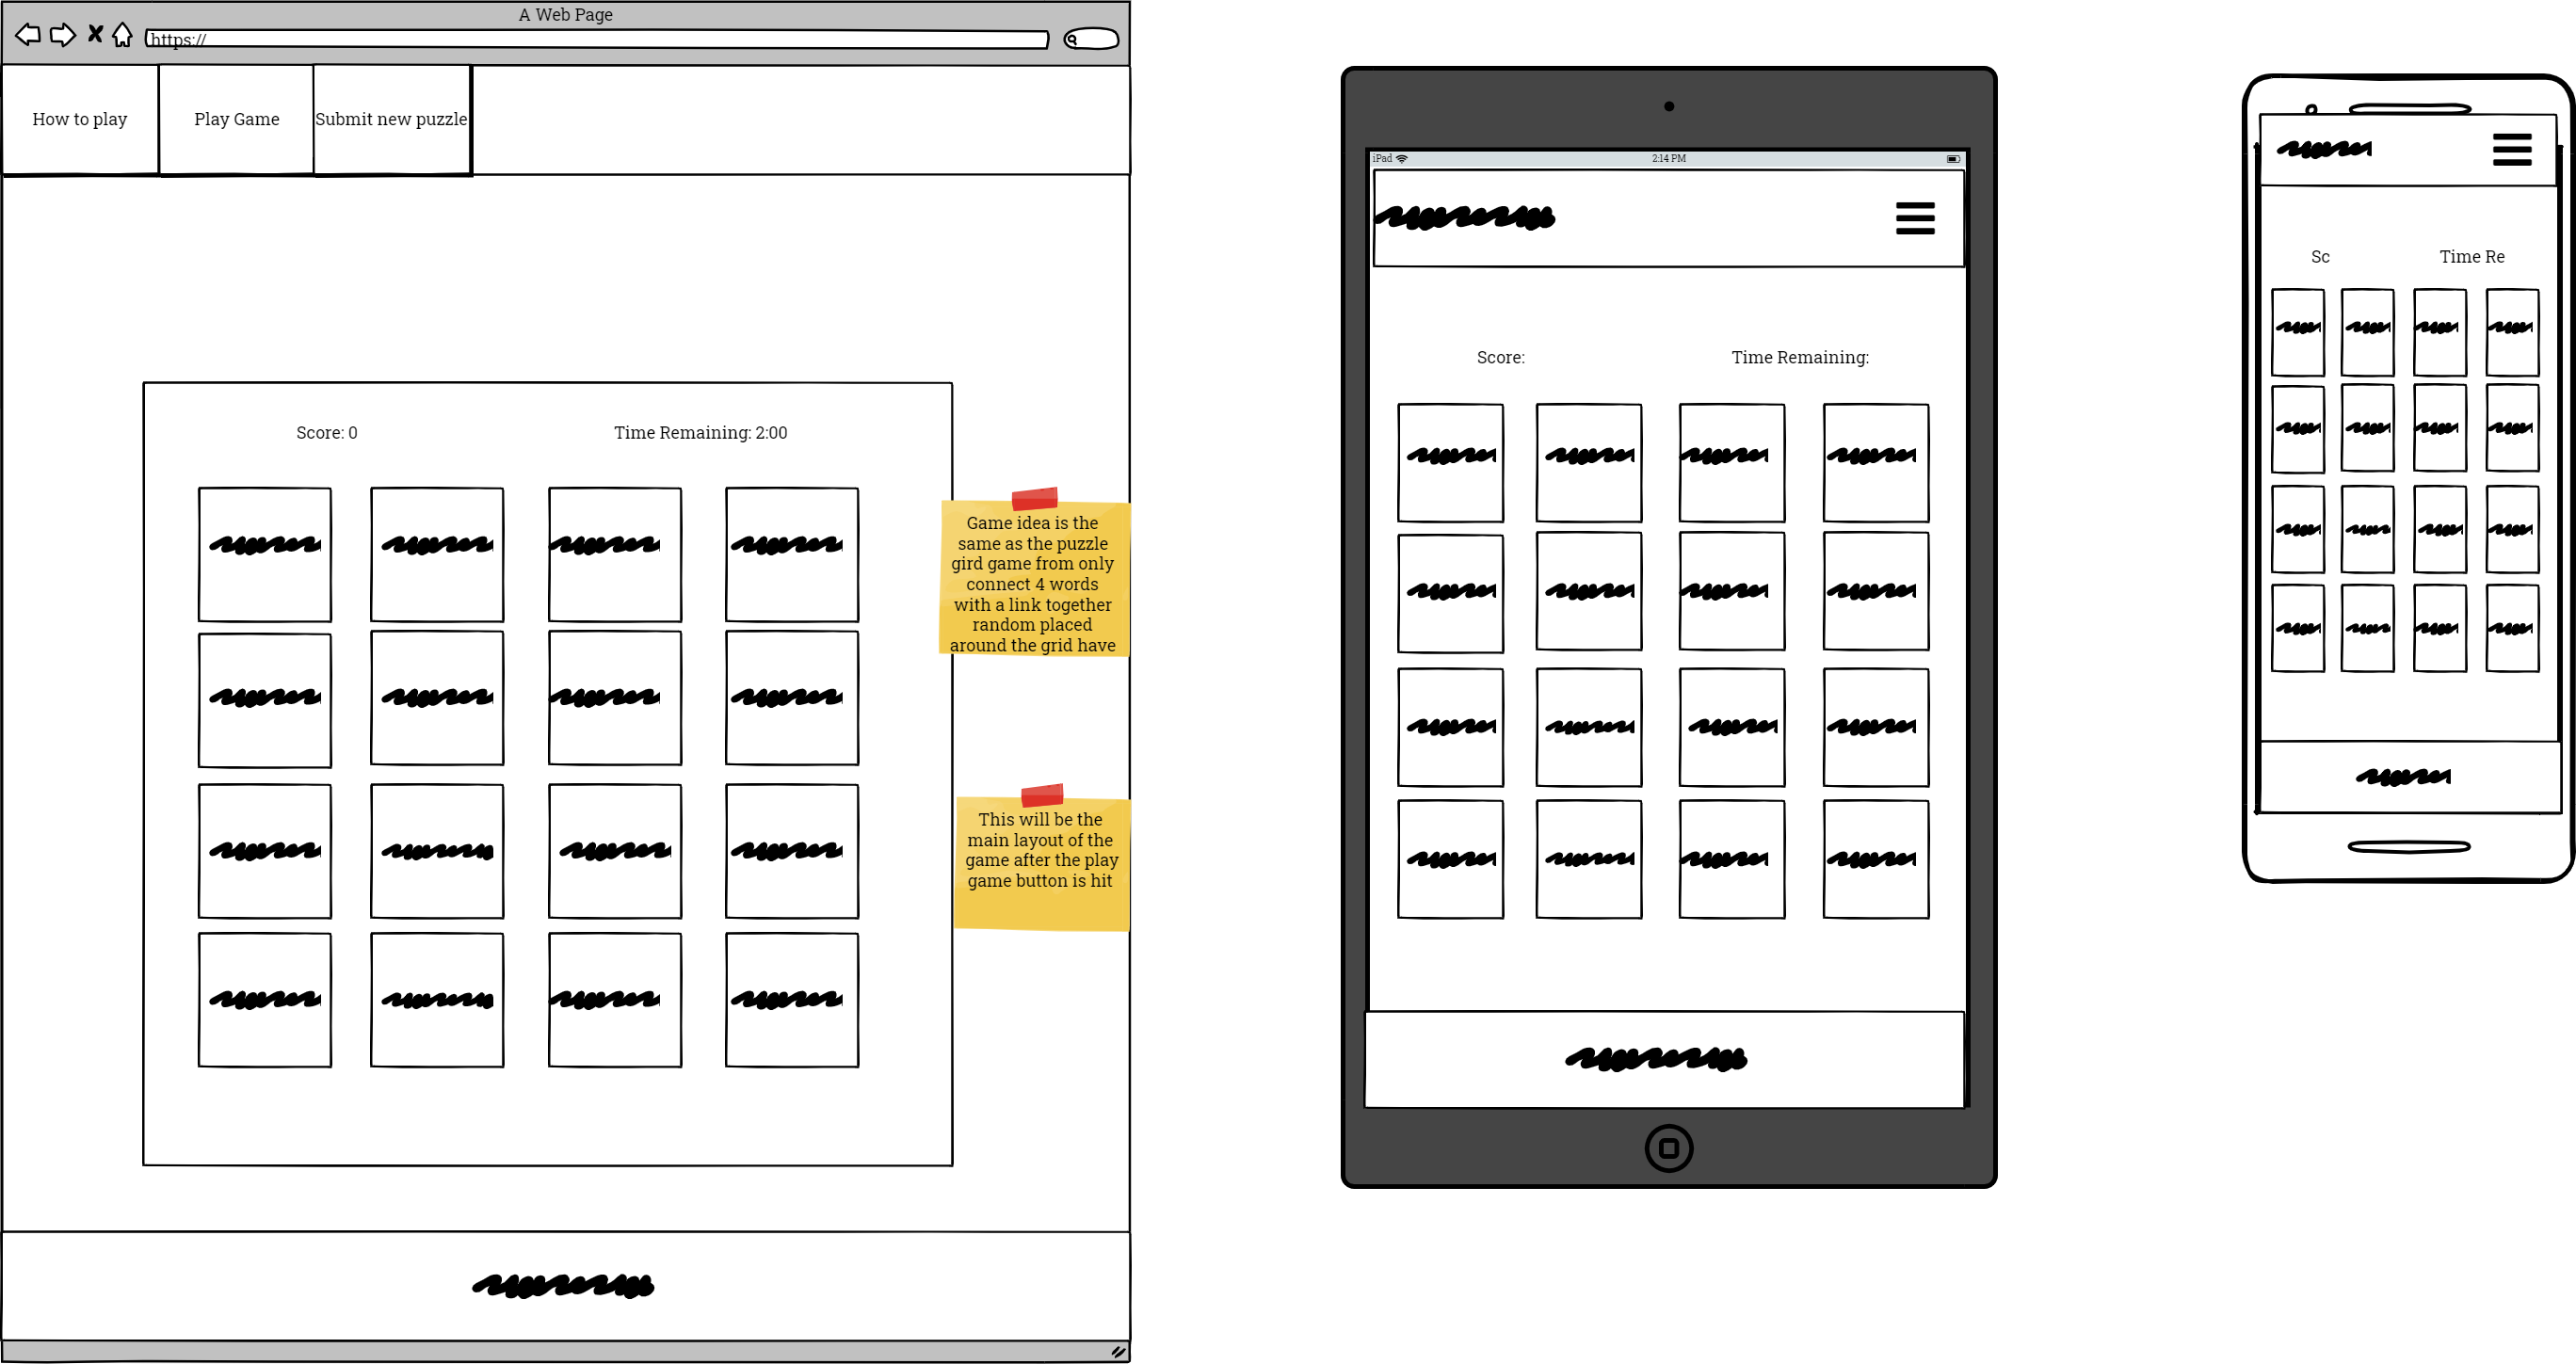 A Web Page
https://
How to play
Play Game
Submit new puzzle
Score: 0
Time Remaining: 2:00
Game idea is the
same as the puzzle
gird game from only
connect 4 words
with a link together
random placed
around the grid have
This will be the
main layout of the
game after the play
game button is hit
iPad
2:14 PM
Score:
Time Remaining:
Sc
Time Re